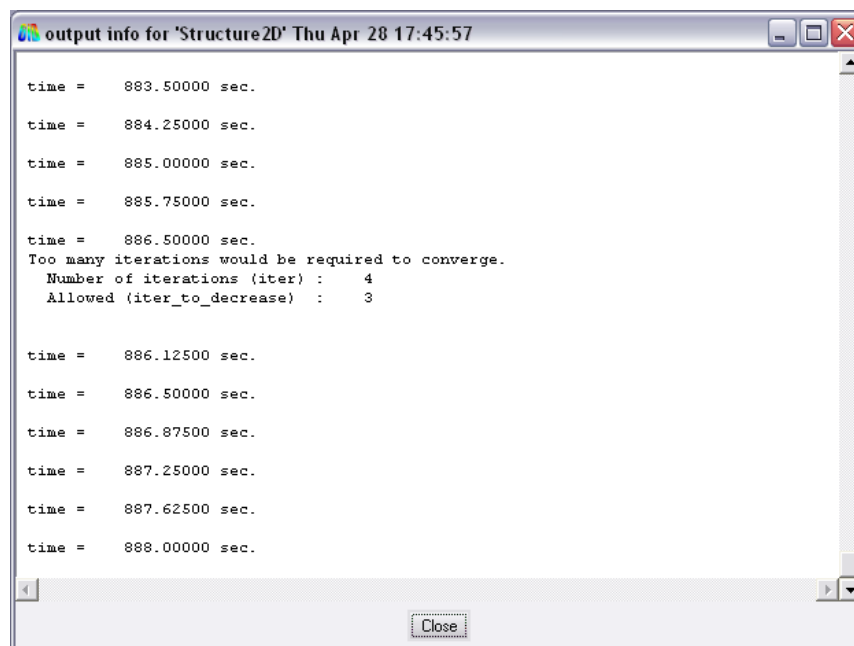 output info for 'Structure2D' Thu Apr 28 17:45:57
time = 883.50000 sec.
time = 884.25000 sec.
time = 885.00000 sec.
time = 885.75000 sec.
time = 886.50000 sec.
Too many iterations would be required to converge.
Number of iterations (iter) : 4
Allowed (iter_to_decrease) : 3
time = 886.12500 sec.
time = 886.50000 sec.
time = 886.87500 sec.
time = 887.25000 sec.
time = 887.62500 sec.
time = 888.00000 sec.
Close